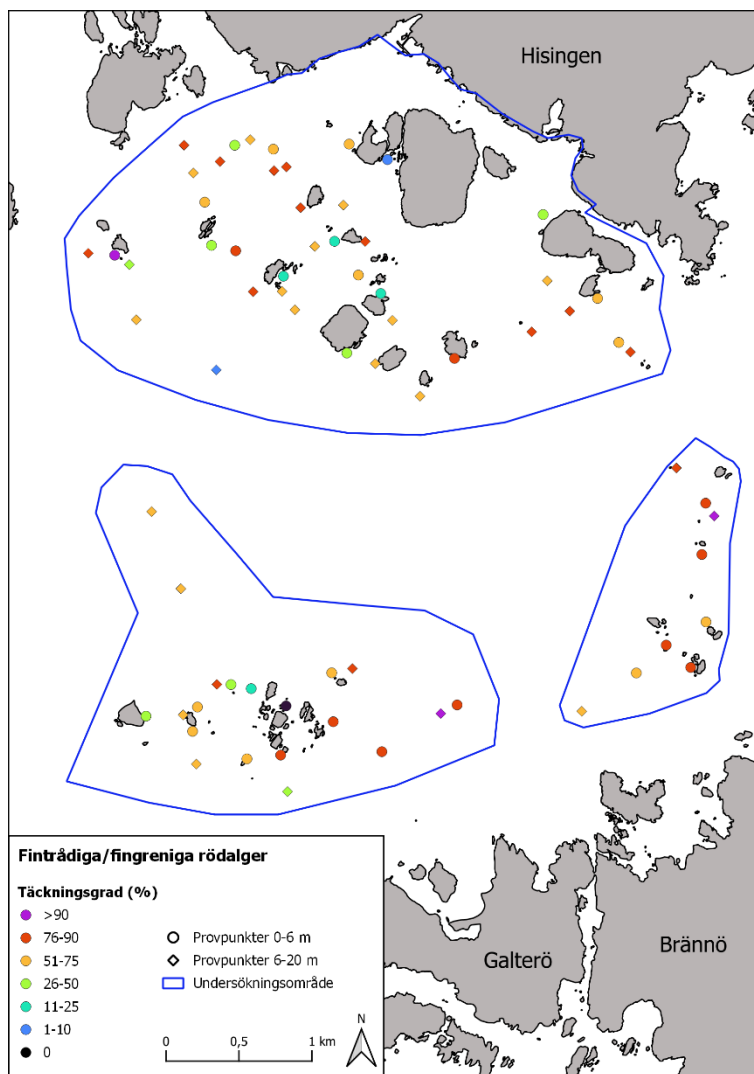 Hisingen
Galterö
Brännö
Fintrådiga/fingreniga rödalger
Täckningsgrad (%)
>90
76-90
51-75
26-50
11-25
1-10
0
Provpunkter 0-6 m
Provpunkter 6-20 m
Undersökningsområde
0 0,5 1 km
N